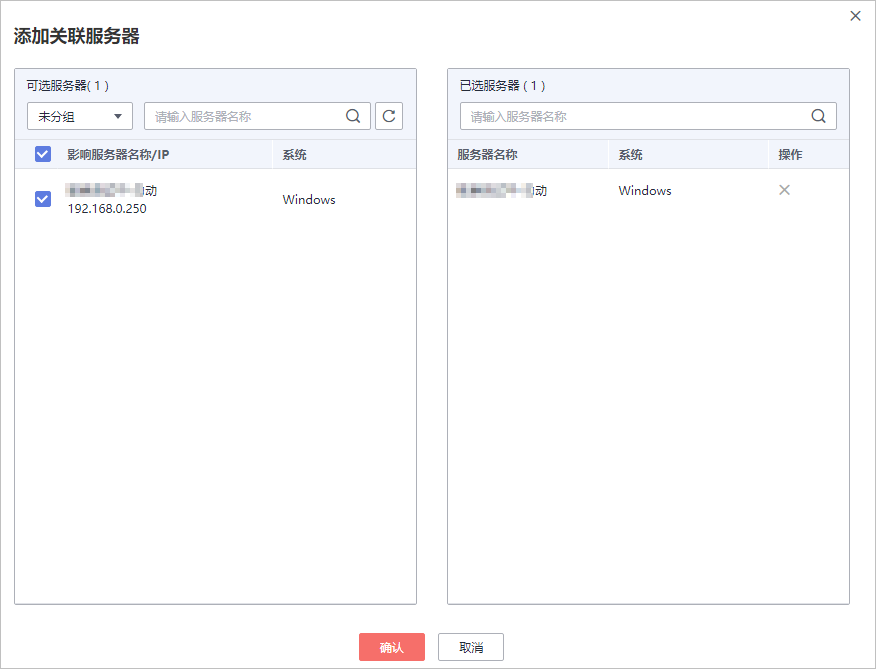 添加关联服务器
可选服务器( 1 )
未分组
请输入服务器名称
影响服务器名称/IP
系统
动
192.168.0.250
Windows
已选服务器 ( 1 )
请输入服务器名称
服务器名称
系统
操作
动
Windows
确认
取消